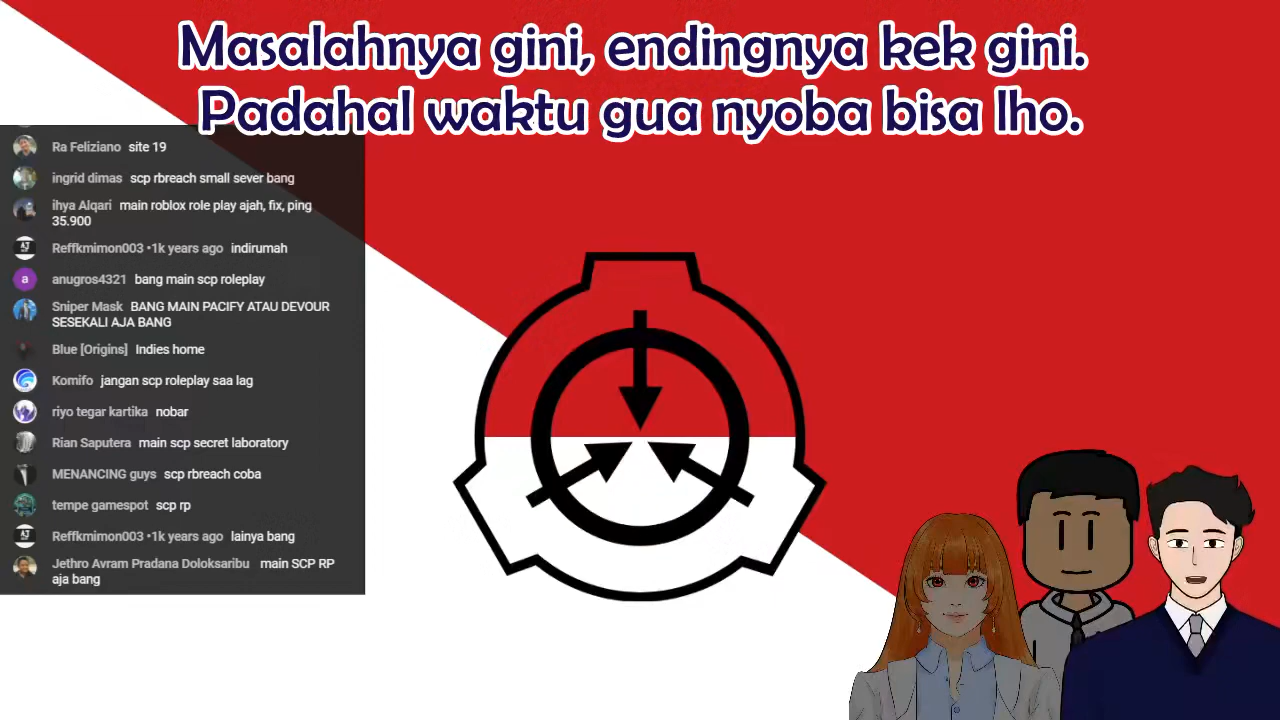 Masalahnya gini, endingnya kek gini.
Padahal waktu gua nyoba bisa lho.
Ra Feliziano site 19
ingrid dimas scp rbreach small sever bang
ihya Alqari main roblox role play ajah, fix, ping
35.900
Reffkmimon003 •1k years ago indirumah
anugros4321 bang main scp roleplay
Sniper Mask BANG MAIN PACIFY ATAU DEVOUR
SESEKALI AJA BANG
Blue [Origins] Indies home
Komifo jangan scp roleplay saa lag
riyo tegar kartika nobar
Rian Saputera main scp secret laboratory
MENANCING guys scp rbreach coba
tempe gamespot scp rp
Reffkmimon003 •1k years ago lainya bang
Jethro Avram Pradana Doloksaribu main SCP RP
aja bang